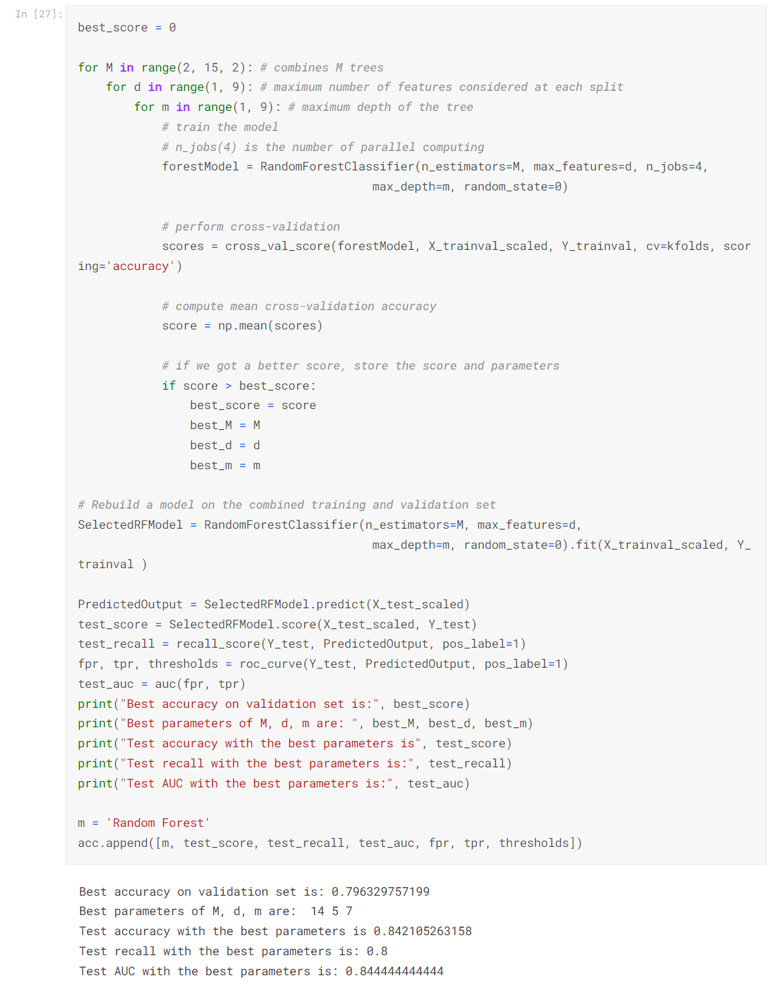 In [27]:
best_score = 0
for M in range(2, 15, 2): # combines M trees
for d in range(1, 9): # maximum number of features considered at each split
for m in range(1, 9): # maximum depth of the tree
# train the model
# n_jobs(4) is the number of parallel computing
forestModel = RandomForestClassifier(n_estimators=M, max_features=d, n_jobs=4,
max_depth=m, random_state=0)
# perform cross-validation
scores = cross_val_score(forestModel, X_trainval_scaled, Y_trainval, cv=kfolds, scor
ing='accuracy')
# compute mean cross-validation accuracy
score = np.mean(scores)
# if we got a better score, store the score and parameters
if score > best_score:
best_score = score
best_M = M
best_d = d
best_m = m
# Rebuild a model on the combined training and validation set
SelectedRFModel = RandomForestClassifier(n_estimators=M, max_features=d,
max_depth=m, random_state=0).fit(X_trainval_scaled, Y_
trainval )
PredictedOutput = SelectedRFModel.predict(X_test_scaled)
test_score = SelectedRFModel.score(X_test_scaled, Y_test)
test_recall = recall_score(Y_test, PredictedOutput, pos_label=1)
fpr, tpr, thresholds = roc_curve(Y_test, PredictedOutput, pos_label=1)
test_auc = auc(fpr, tpr)
print("Best accuracy on validation set is:", best_score)
print("Best parameters of M, d, m are: ", best_M, best_d, best_m)
print("Test accuracy with the best parameters is", test_score)
print("Test recall with the best parameters is:", test_recall)
print("Test AUC with the best parameters is:", test_auc)
m = 'Random Forest'
acc.append([m, test_score, test_recall, test_auc, fpr, tpr, thresholds])
Best accuracy on validation set is: 0.796329757199
Best parameters of M, d, m are:  14 5 7
Test accuracy with the best parameters is 0.842105263158
Test recall with the best parameters is: 0.8
Test AUC with the best parameters is: 0.844444444444